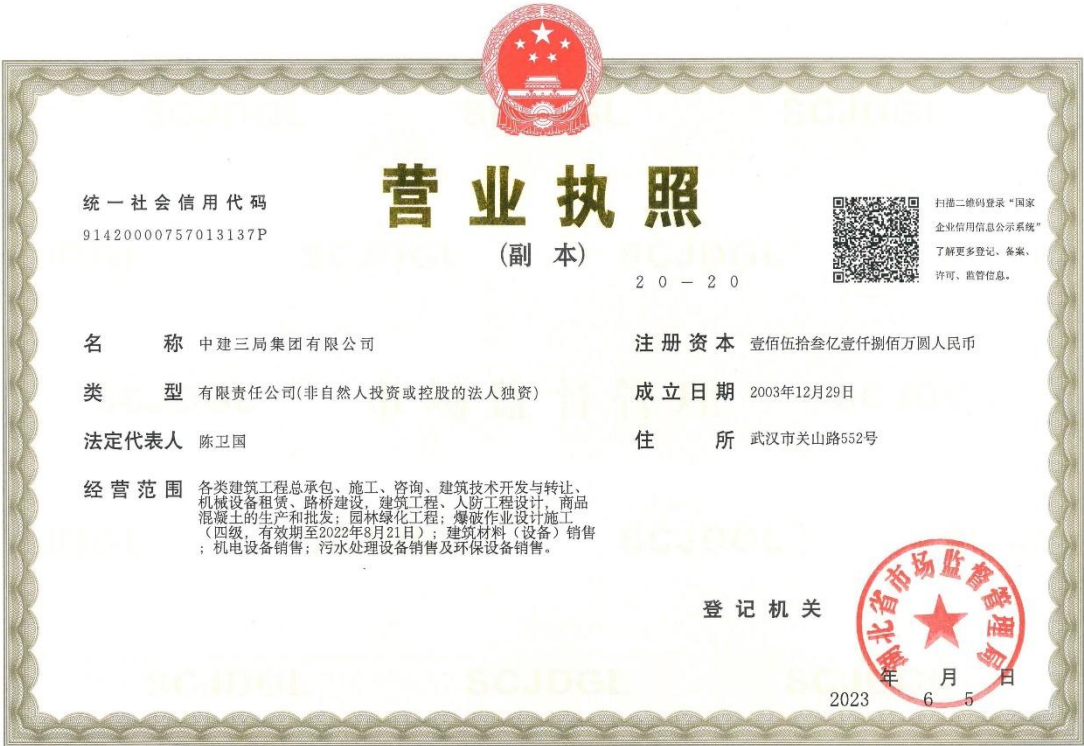 营业执照
(副 本)
20-20
统一社会信用代码
91420000757013137P
扫描二维码登录“国家
企业信用信息公示系统”
了解更多登记、备案、
许可、监管信息。
名 称 中建三局集团有限公司
类 型 有限责任公司(非自然人投资或控股的法人独资)
法定代表人 陈卫国
经营范围 各类建筑工程总承包、施工、咨询、建筑技术开发与转让、
机械设备租赁、路桥建设，建筑工程、人防工程设计，商品
混凝土的生产和批发；园林绿化工程；爆破作业设计施工
（四级，有效期至2022年8月21日）；建筑材料（设备）销售
；机电设备销售；污水处理设备销售及环保设备销售。
注册资本 壹佰伍拾叁亿壹仟捌佰万圆人民币
成立日期 2003年12月29日
住 所 武汉市关山路552号
登记机关
湖北省市场监督管理局
年 月 日
2023 6 5
SCJDGL